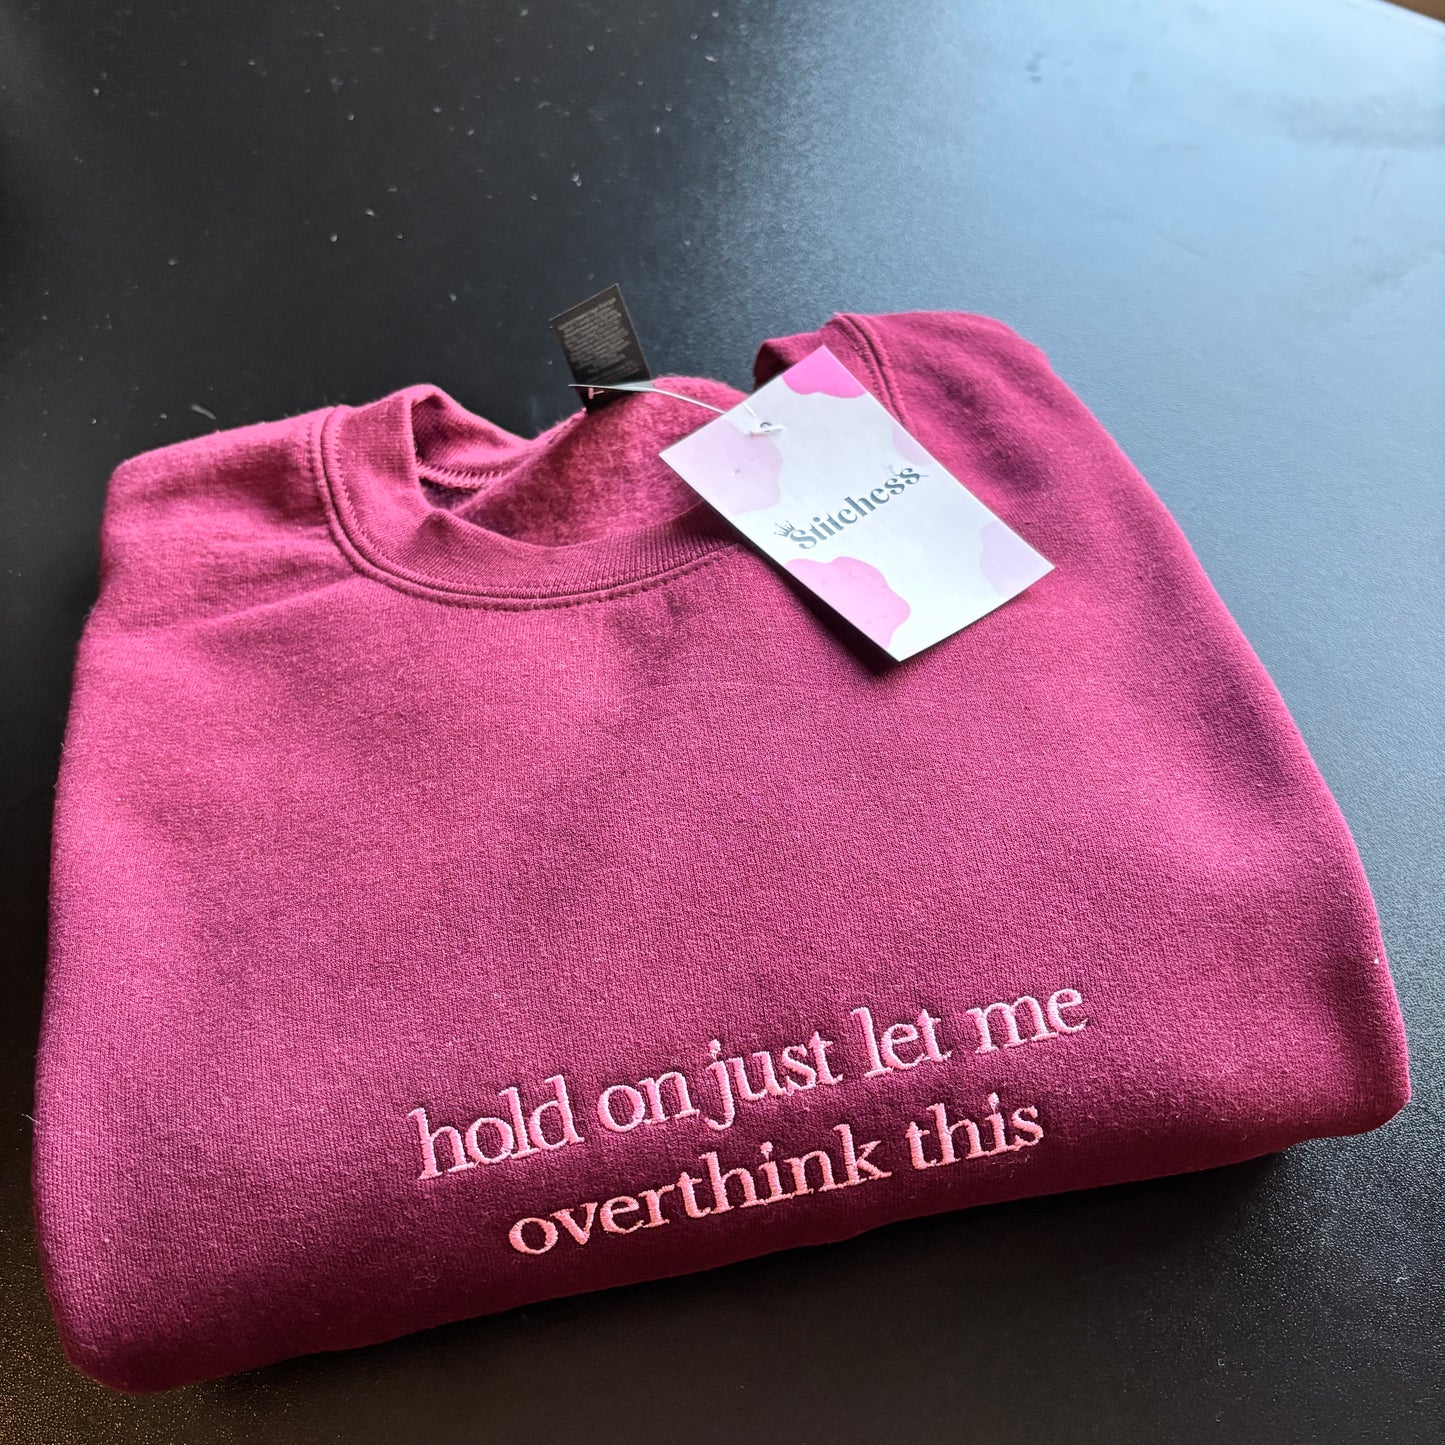 Stitchess
hold on just let me
overthink this